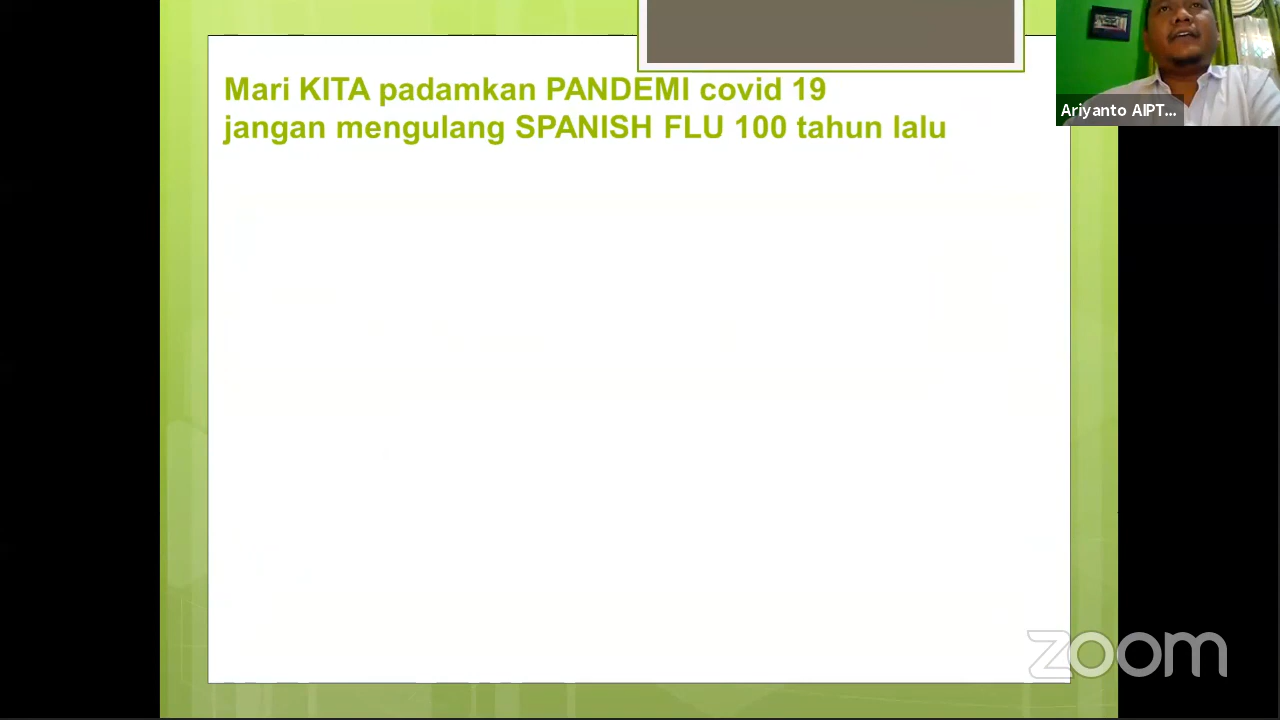 Mari KITA padamkan PANDEMI covid 19
jangan mengulang SPANISH FLU 100 tahun lalu
Ariyanto AIPT...
zoom